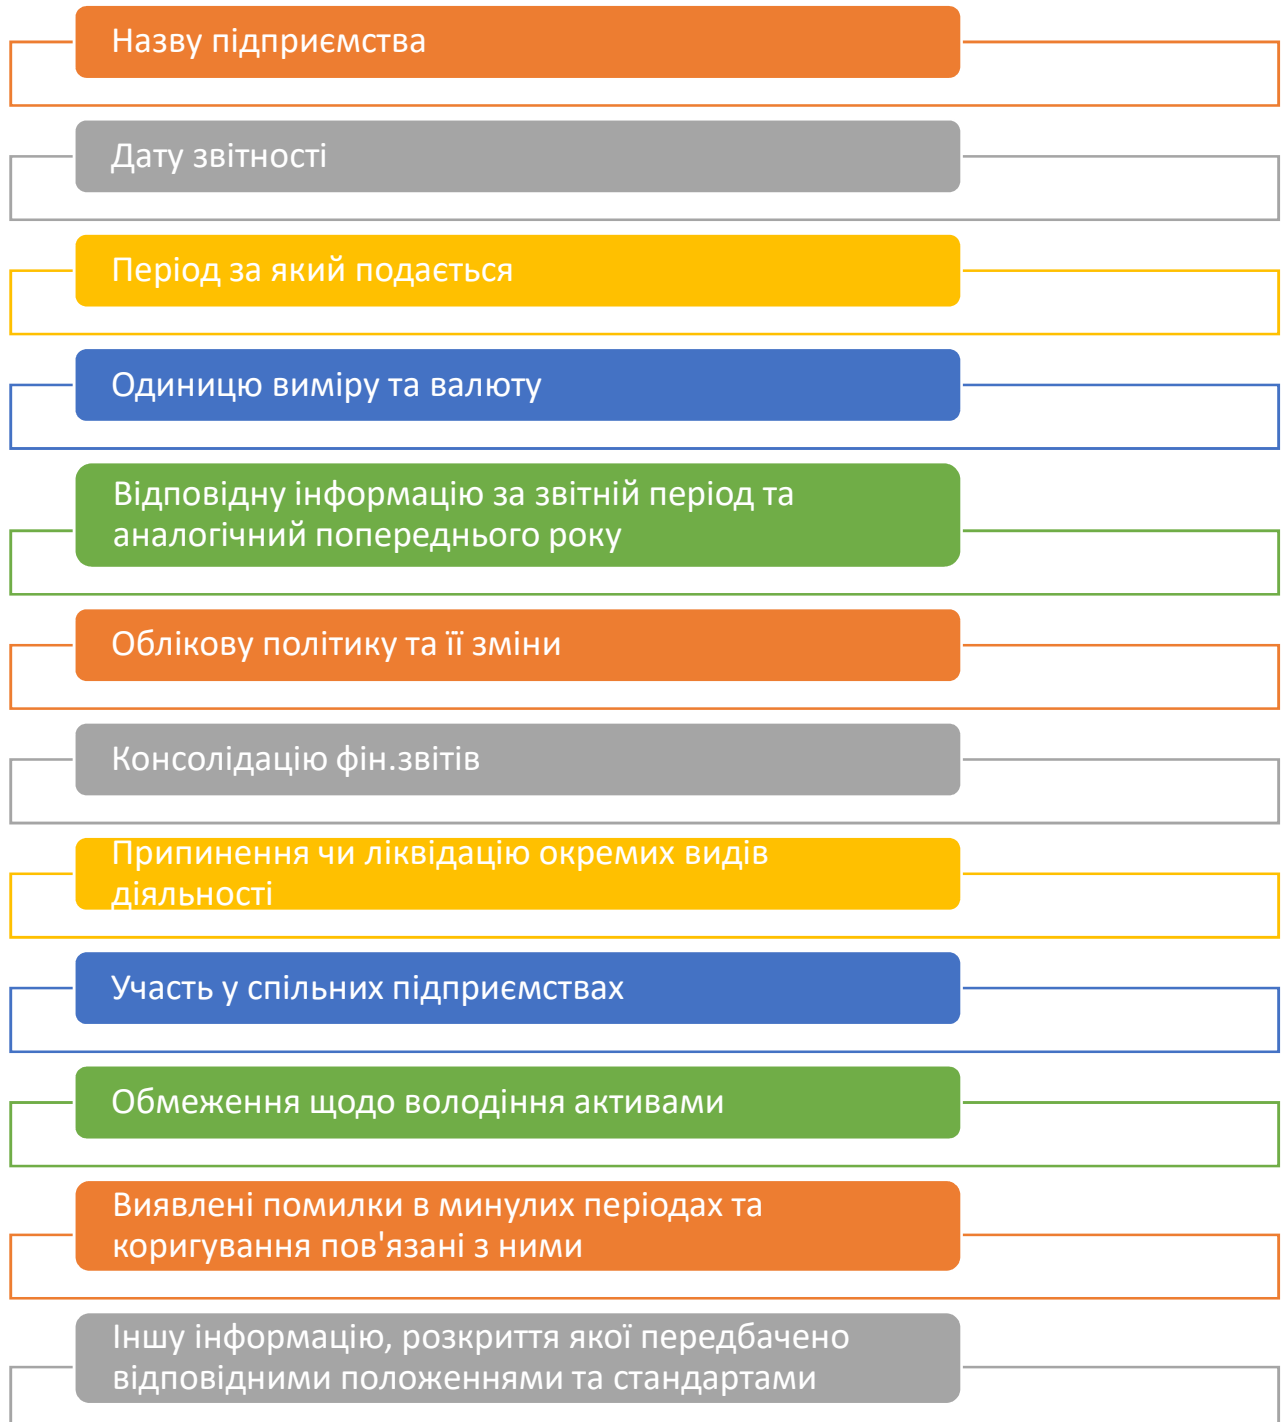 Назву підприємства
Дату звітності
Період за який подається
Одиницю виміру та валюту
Відповідну інформацію за звітній період та
аналогічний попереднього року
Облікову політику та її зміни
Консолідацію фін.звітів
Припинення чи ліквідацію окремих видів
діяльності
Участь у спільних підприємствах
Обмеження щодо володіння активами
Виявлені помилки в минулих періодах та
коригування пов'язані з ними
Іншу інформацію, розкриття якої передбачено
відповідними положеннями та стандартами